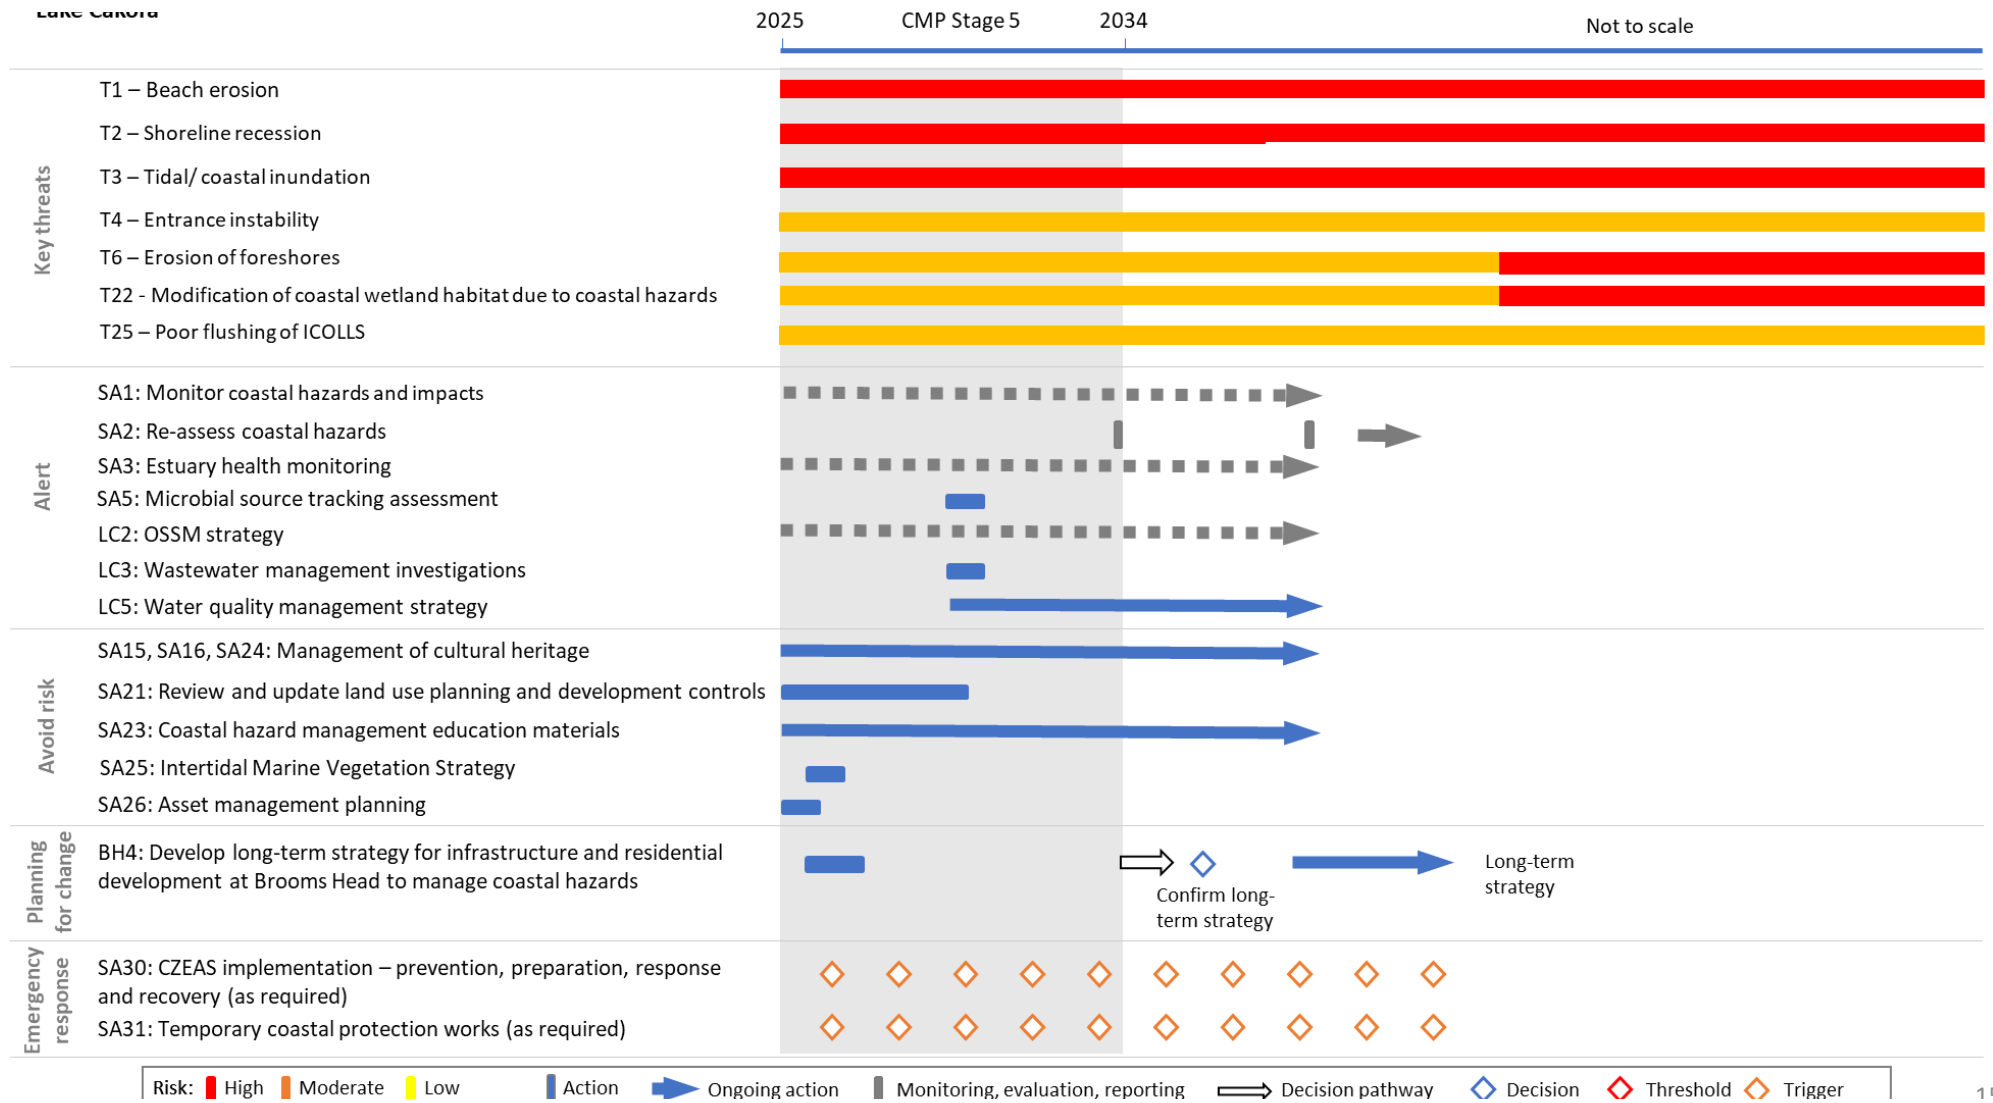 Lake Cakora
2025 CMP Stage 5 2034 Not to scale
Key threats
T1 – Beach erosion
T2 – Shoreline recession
T3 – Tidal/ coastal inundation
T4 – Entrance instability
T6 – Erosion of foreshores
T22 - Modification of coastal wetland habitat due to coastal hazards
T25 – Poor flushing of ICOLLS
Alert
SA1: Monitor coastal hazards and impacts
SA2: Re-assess coastal hazards
SA3: Estuary health monitoring
SA5: Microbial source tracking assessment
LC2: OSSM strategy
LC3: Wastewater management investigations
LC5: Water quality management strategy
Avoid risk
SA15, SA16, SA24: Management of cultural heritage
SA21: Review and update land use planning and development controls
SA23: Coastal hazard management education materials
SA25: Intertidal Marine Vegetation Strategy
SA26: Asset management planning
Planning
for change
BH4: Develop long-term strategy for infrastructure and residential
development at Brooms Head to manage coastal hazards
Confirm long-
term strategy
Long-term
strategy
Emergency
response
SA30: CZEAS implementation – prevention, preparation, response
and recovery (as required)
SA31: Temporary coastal protection works (as required)
Risk: High Moderate Low Action Ongoing action Monitoring, evaluation, reporting Decision pathway Decision Threshold Trigger